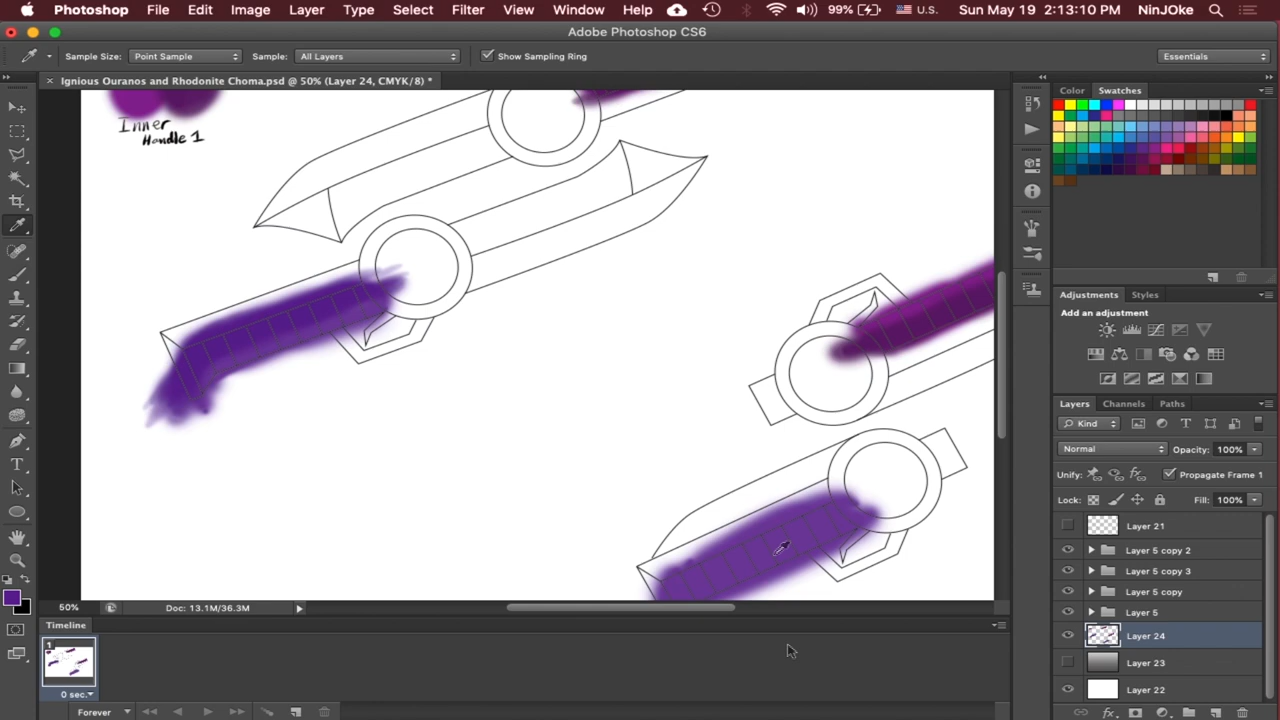 Photoshop File Edit Image Layer Type Select Filter View Window Help 99% U.S. Sun May 19 2:13:10 PM NinJOke
Adobe Photoshop CS6
Sample Size: Point Sample Sample: All Layers Show Sampling Ring Essentials
Ignious Ouranos and Rhodonite Choma.psd @ 50% (Layer 24, CMYK/8) *
Color Swatches
Inner
Handle 1
Adjustments Styles
Add an adjustment
Layers Channels Paths
Kind
Normal Opacity: 100%
Unify: Propagate Frame 1
Lock: Fill: 100%
Layer 21
Layer 5 copy 2
Layer 5 copy 3
Layer 5 copy
Layer 5
Layer 24
Layer 23
Layer 22
50% Doc: 13.1M/36.3M
Timeline
1
0 sec.
Forever